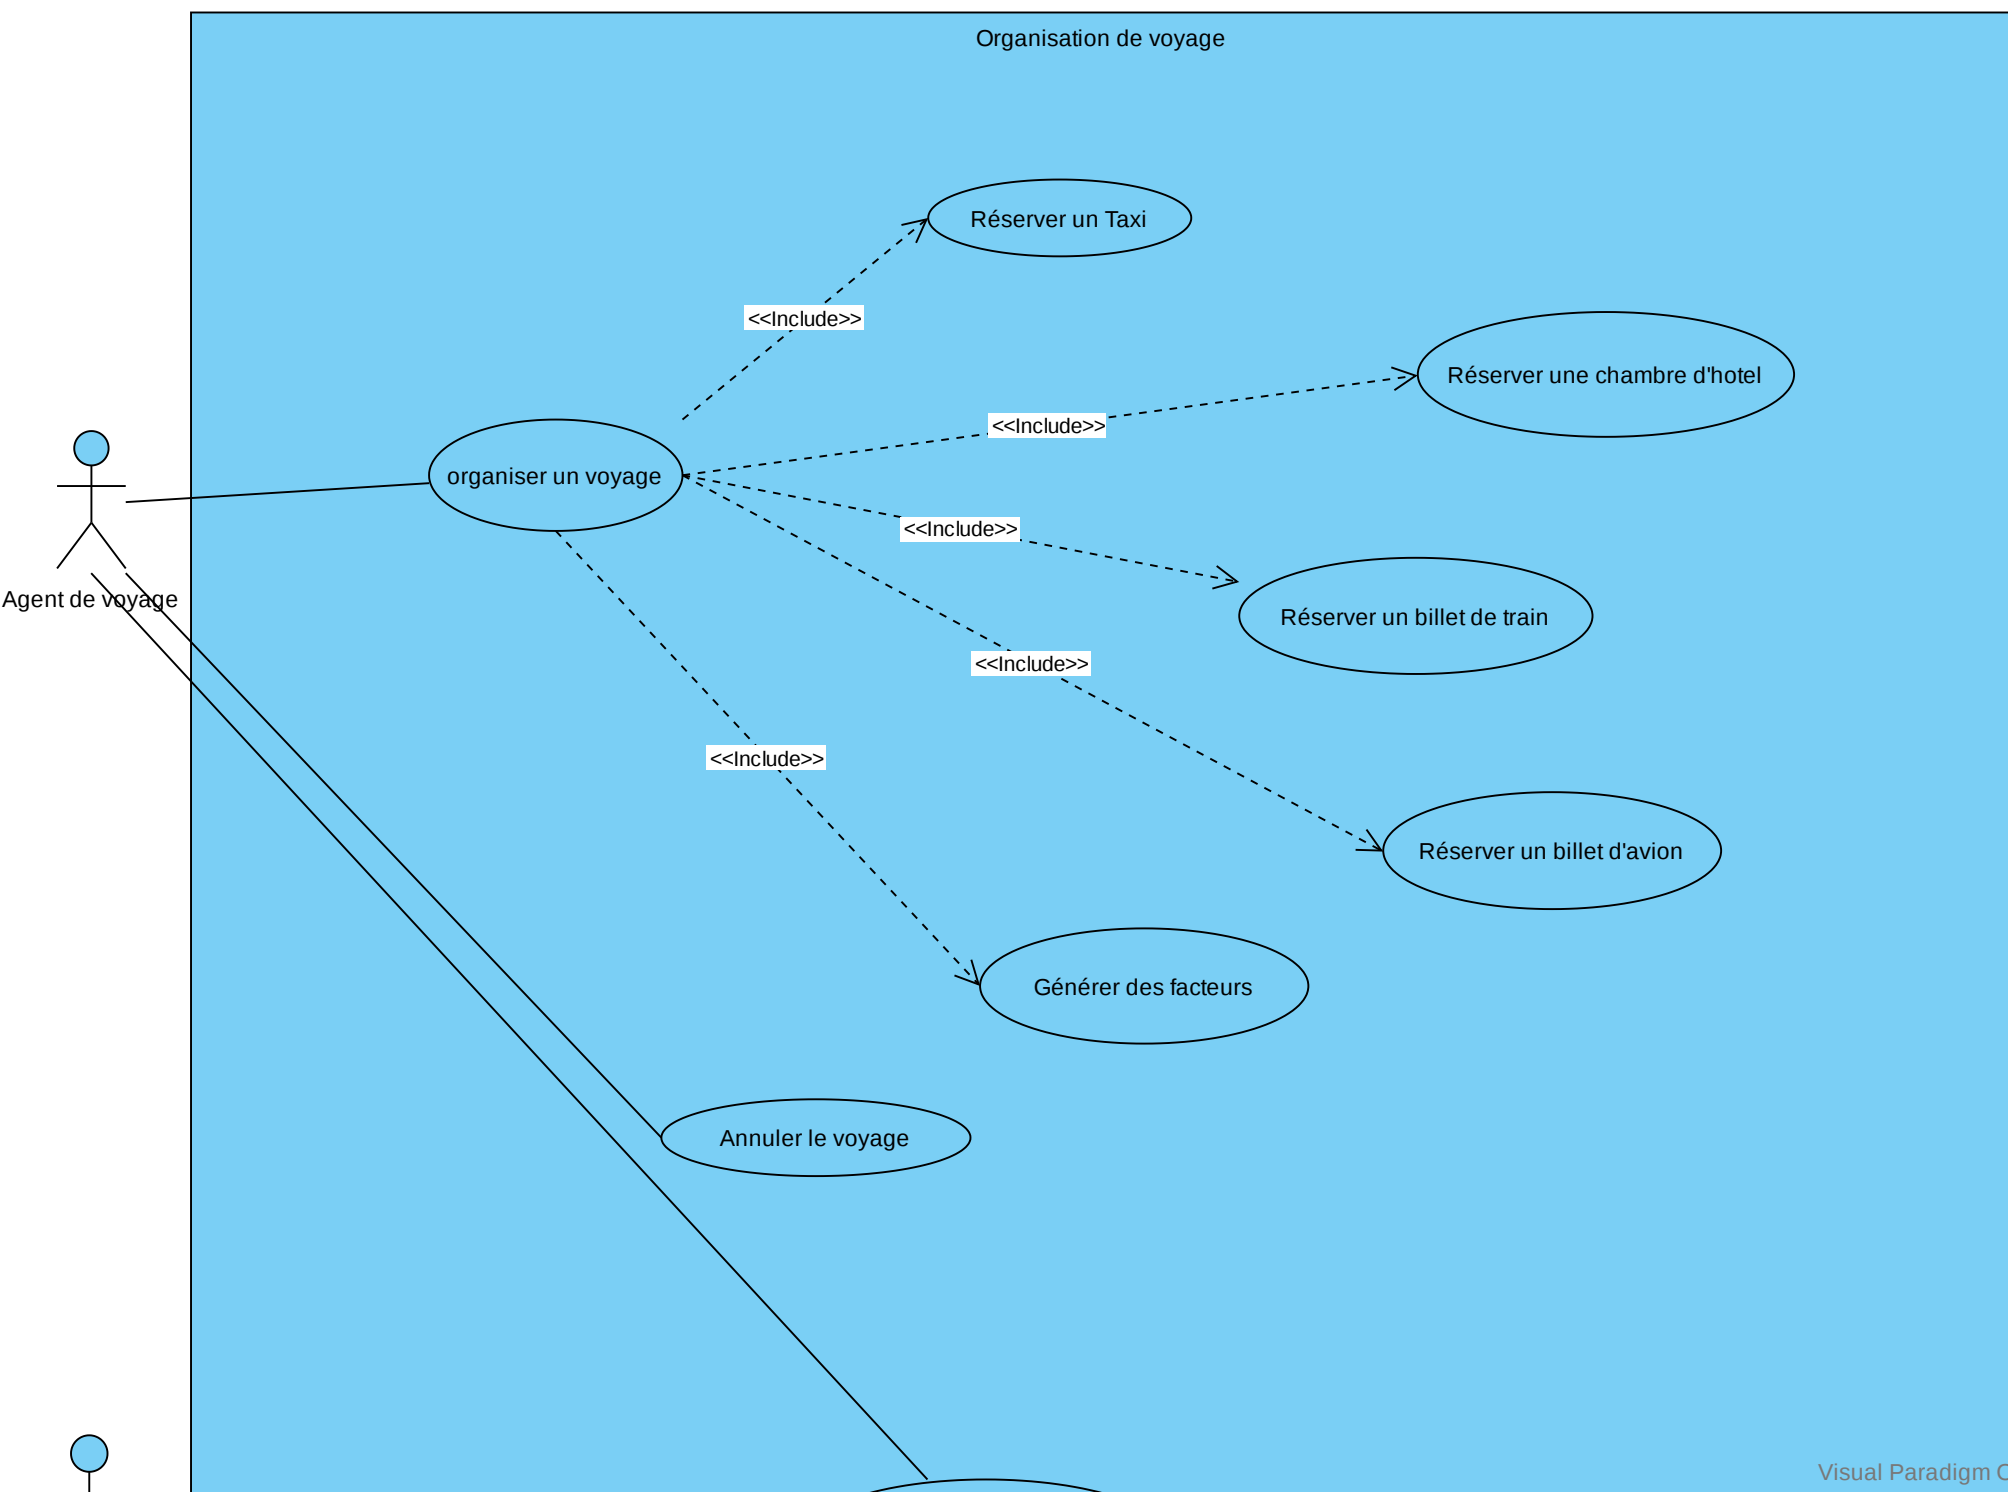 Organisation de voyage
Réserver un Taxi
<<Include>>
Réserver une chambre d'hotel
<<Include>>
organiser un voyage
<<Include>>
Agent de voyage
Réserver un billet de train
<<Include>>
<<Include>>
Réserver un billet d'avion
Générer des facteurs
Annuler le voyage
Visual Paradigm